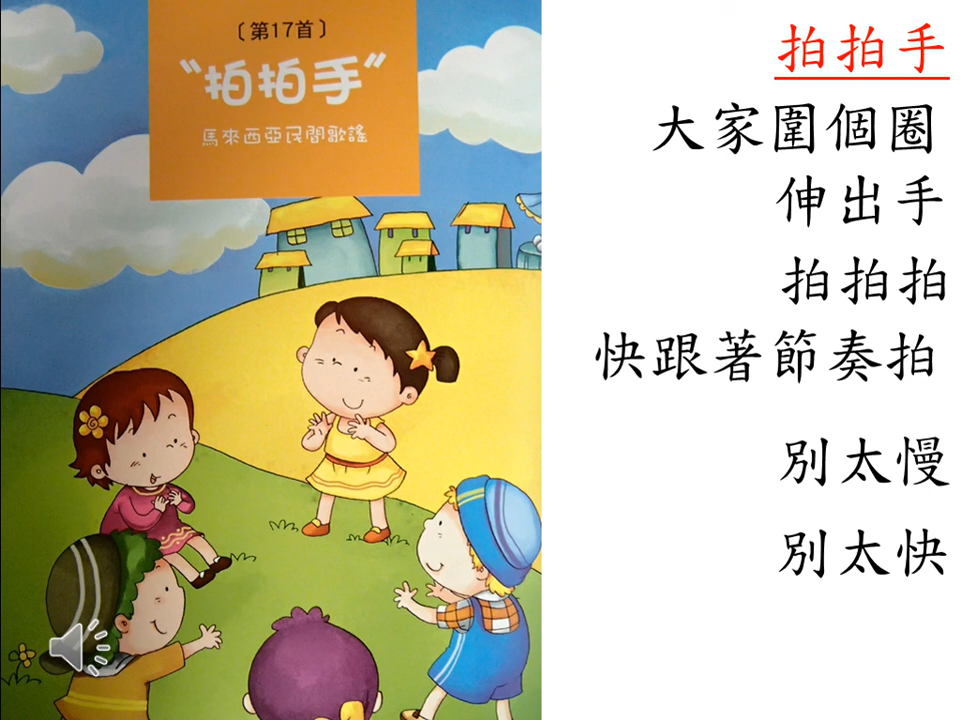 〔第17首〕
“拍拍手”
馬來西亞民間歌謠
拍拍手
大家圍個圈
伸出手
拍拍拍
快跟著節奏拍
別太慢
別太快